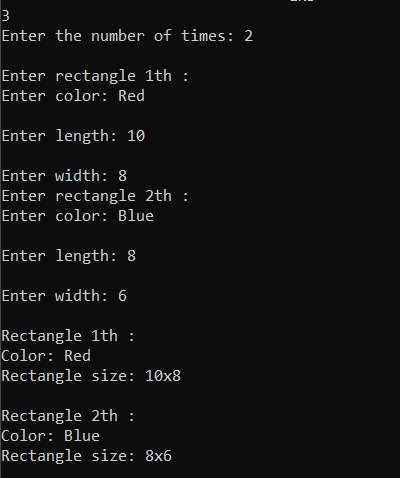 3
Enter the number of times: 2
Enter rectangle 1th :
Enter color: Red
Enter length: 10
Enter width: 8
Enter rectangle 2th :
Enter color: Blue
Enter length: 8
Enter width: 6
Rectangle 1th :
Color: Red
Rectangle size: 10x8
Rectangle 2th :
Color: Blue
Rectangle size: 8x6